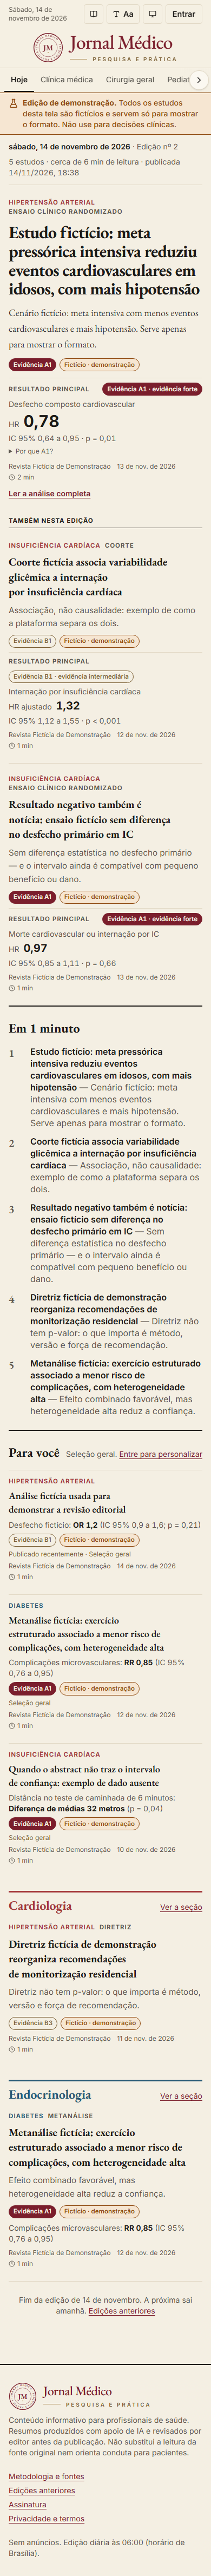 Sábado, 14 de
novembro de 2026
Aa
Entrar
JM
Jornal Médico
PESQUISA E PRÁTICA
Hoje
Clínica médica
Cirurgia geral
Pediat
Edição de demonstração. Todos os estudos
desta tela são fictícios e servem só para mostrar
o formato. Não use para decisões clínicas.
sábado, 14 de novembro de 2026 · Edição nº 2
5 estudos · cerca de 6 min de leitura · publicada
14/11/2026, 18:38
HIPERTENSÃO ARTERIAL
ENSAIO CLÍNICO RANDOMIZADO
Estudo fictício: meta
pressórica intensiva reduziu
eventos cardiovasculares em
idosos, com mais hipotensão
Cenário fictício: meta intensiva com menos eventos
cardiovasculares e mais hipotensão. Serve apenas
para mostrar o formato.
Evidência A1
Fictício · demonstração
RESULTADO PRINCIPAL
Evidência A1 · evidência forte
Desfecho composto cardiovascular
HR 0,78
IC 95% 0,64 a 0,95 · p = 0,01
Por que A1?
Revista Fictícia de Demonstração 13 de nov. de 2026
2 min
Ler a análise completa
TAMBÉM NESTA EDIÇÃO
INSUFICIÊNCIA CARDÍACA COORTE
Coorte fictícia associa variabilidade
glicêmica a internação
por insuficiência cardíaca
Associação, não causalidade: exemplo de como
a plataforma separa os dois.
Evidência B1
Fictício · demonstração
RESULTADO PRINCIPAL
Evidência B1 · evidência intermediária
Internação por insuficiência cardíaca
HR ajustado 1,32
IC 95% 1,12 a 1,55 · p < 0,001
Revista Fictícia de Demonstração 12 de nov. de 2026
1 min
INSUFICIÊNCIA CARDÍACA
ENSAIO CLÍNICO RANDOMIZADO
Resultado negativo também é
notícia: ensaio fictício sem diferença
no desfecho primário em IC
Sem diferença estatística no desfecho primário
— e o intervalo ainda é compatível com pequeno
benefício ou dano.
Evidência A1
Fictício · demonstração
RESULTADO PRINCIPAL
Evidência A1 · evidência forte
Morte cardiovascular ou internação por IC
HR 0,97
IC 95% 0,85 a 1,11 · p = 0,66
Revista Fictícia de Demonstração 13 de nov. de 2026
1 min
Em 1 minuto
1 Estudo fictício: meta pressórica
intensiva reduziu eventos
cardiovasculares em idosos, com mais
hipotensão — Cenário fictício: meta
intensiva com menos eventos
cardiovasculares e mais hipotensão.
Serve apenas para mostrar o formato.
2 Coorte fictícia associa variabilidade
glicêmica a internação por insuficiência
cardíaca — Associação, não causalidade:
exemplo de como a plataforma separa os
dois.
3 Resultado negativo também é notícia:
ensaio fictício sem diferença no
desfecho primário em IC — Sem
diferença estatística no desfecho
primário — e o intervalo ainda é
compatível com pequeno benefício ou
dano.
4 Diretriz fictícia de demonstração
reorganiza recomendações de
monitorização residencial — Diretriz não
tem p-valor: o que importa é método,
versão e força de recomendação.
5 Metanálise fictícia: exercício estruturado
associado a menor risco de
complicações, com heterogeneidade
alta — Efeito combinado favorável, mas
heterogeneidade alta reduz a confiança.
Para você
Seleção geral. Entre para personalizar
HIPERTENSÃO ARTERIAL
Análise fictícia usada para
demonstrar a revisão editorial
Desfecho fictício: OR 1,2 (IC 95% 0,9 a 1,6; p = 0,21)
Evidência B1
Fictício · demonstração
Publicado recentemente · Seleção geral
Revista Fictícia de Demonstração 14 de nov. de 2026
1 min
DIABETES
Metanálise fictícia: exercício
estruturado associado a menor risco de
complicações, com heterogeneidade alta
Complicações microvasculares: RR 0,85 (IC 95%
0,76 a 0,95)
Evidência A1
Fictício · demonstração
Seleção geral
Revista Fictícia de Demonstração 12 de nov. de 2026
1 min
INSUFICIÊNCIA CARDÍACA
Quando o abstract não traz o intervalo
de confiança: exemplo de dado ausente
Distância no teste de caminhada de 6 minutos:
Diferença de médias 32 metros (p = 0,04)
Evidência A1
Fictício · demonstração
Seleção geral
Revista Fictícia de Demonstração 10 de nov. de 2026
1 min
Cardiologia
Ver a seção
HIPERTENSÃO ARTERIAL DIRETRIZ
Diretriz fictícia de demonstração
reorganiza recomendações
de monitorização residencial
Diretriz não tem p-valor: o que importa é método,
versão e força de recomendação.
Evidência B3
Fictício · demonstração
Revista Fictícia de Demonstração 11 de nov. de 2026
1 min
Endocrinologia
Ver a seção
DIABETES METANÁLISE
Metanálise fictícia: exercício
estruturado associado a menor risco de
complicações, com heterogeneidade alta
Efeito combinado favorável, mas
heterogeneidade alta reduz a confiança.
Evidência A1
Fictício · demonstração
Complicações microvasculares: RR 0,85 (IC 95%
0,76 a 0,95)
Revista Fictícia de Demonstração 12 de nov. de 2026
1 min
Fim da edição de 14 de novembro. A próxima sai
amanhã. Edições anteriores
JM
Jornal Médico
PESQUISA E PRÁTICA
Conteúdo informativo para profissionais de saúde.
Resumos produzidos com apoio de IA e revisados por
editor antes da publicação. Não substitui a leitura da
fonte original nem orienta conduta para pacientes.
Metodologia e fontes
Edições anteriores
Assinatura
Privacidade e termos
Sem anúncios. Edição diária às 06:00 (horário de
Brasília).